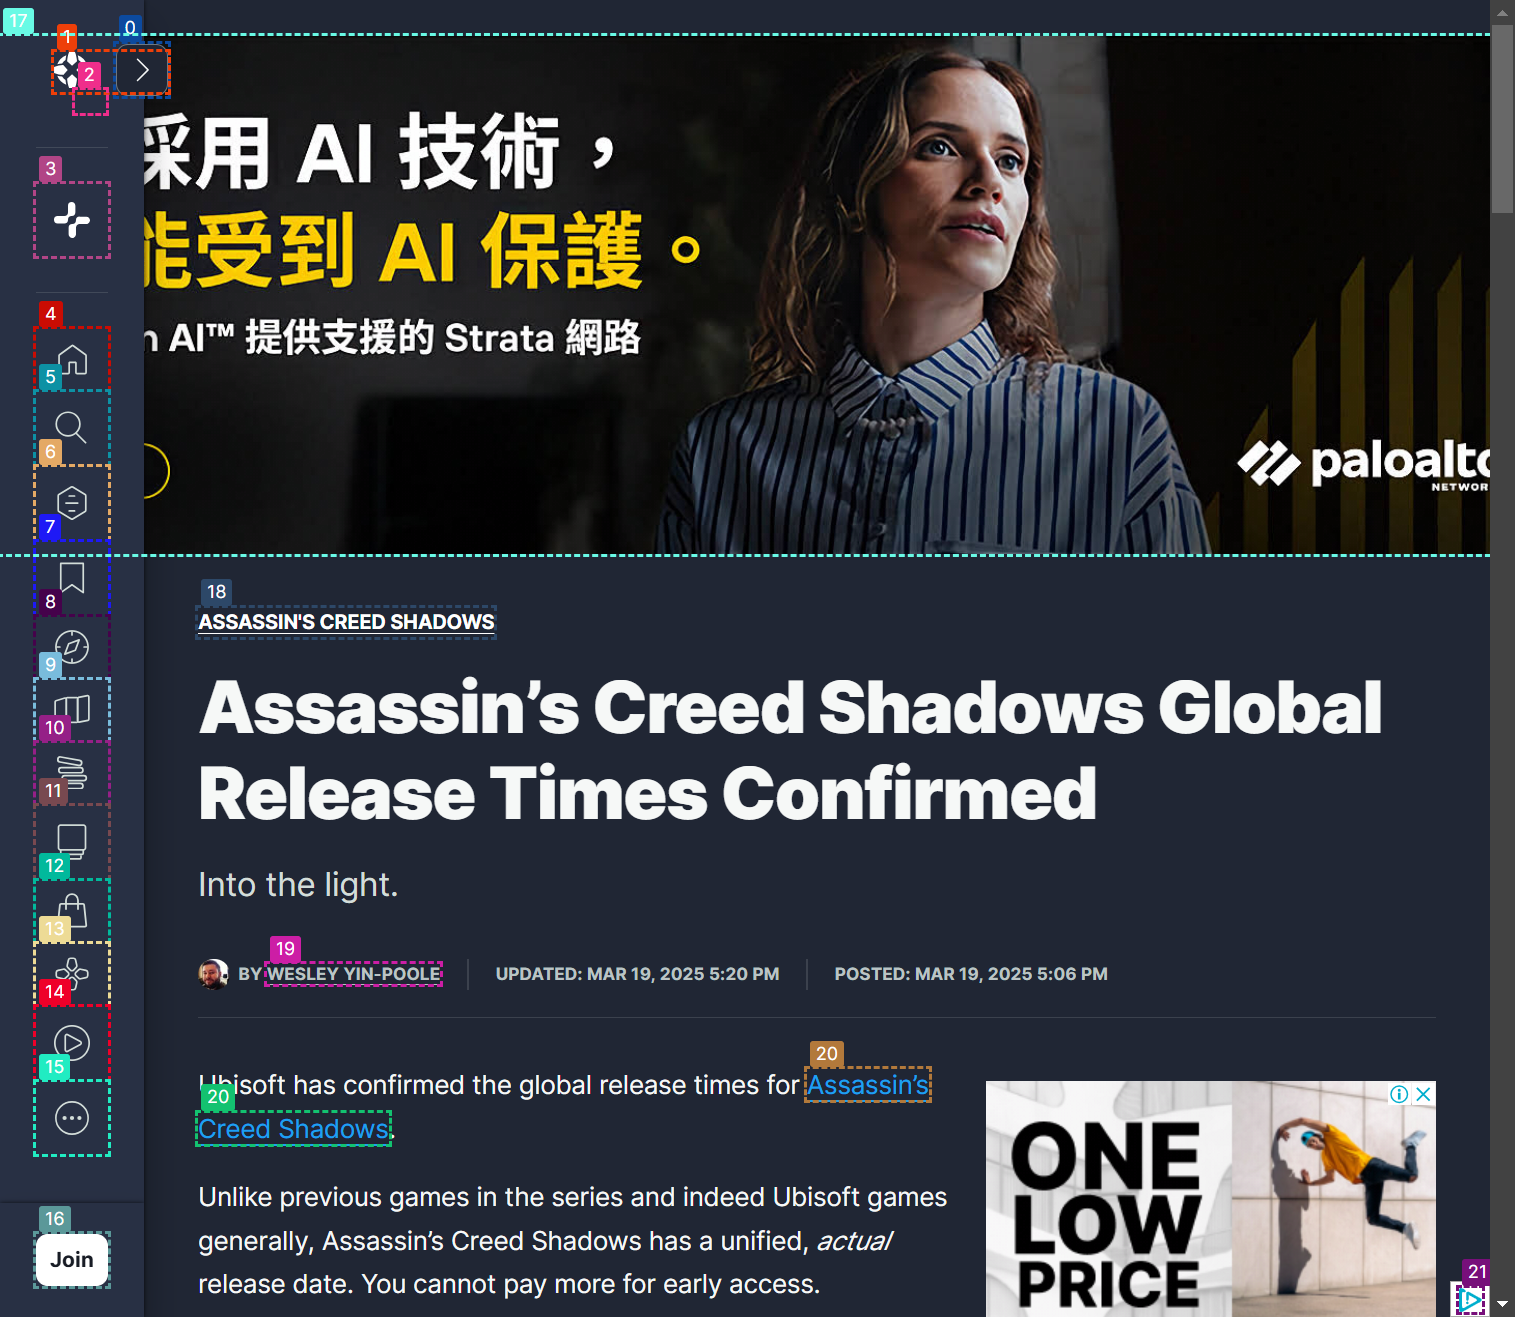 17
0
1
2
3
採用 AI 技術，
能受到 AI 保護。
n AI™ 提供支援的 Strata 網路
paloalto
NETWOR
4
5
6
7
8
9
10
11
12
13
14
15
16
Join
18
ASSASSIN'S CREED SHADOWS
Assassin’s Creed Shadows Global
Release Times Confirmed
Into the light.
19
BY WESLEY YIN-POOLE
UPDATED: MAR 19, 2025 5:20 PM
POSTED: MAR 19, 2025 5:06 PM
20
Ubisoft has confirmed the global release times for Assassin’s
20
Creed Shadows.
Unlike previous games in the series and indeed Ubisoft games
generally, Assassin’s Creed Shadows has a unified, actual
release date. You cannot pay more for early access.
ONE
LOW
PRICE
21